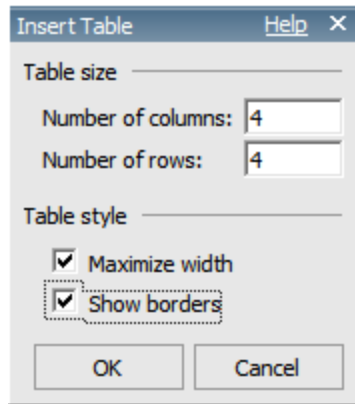 Insert Table Help ×
Table size
Number of columns: 4
Number of rows: 4
Table style
Maximize width
Show borders
OK Cancel